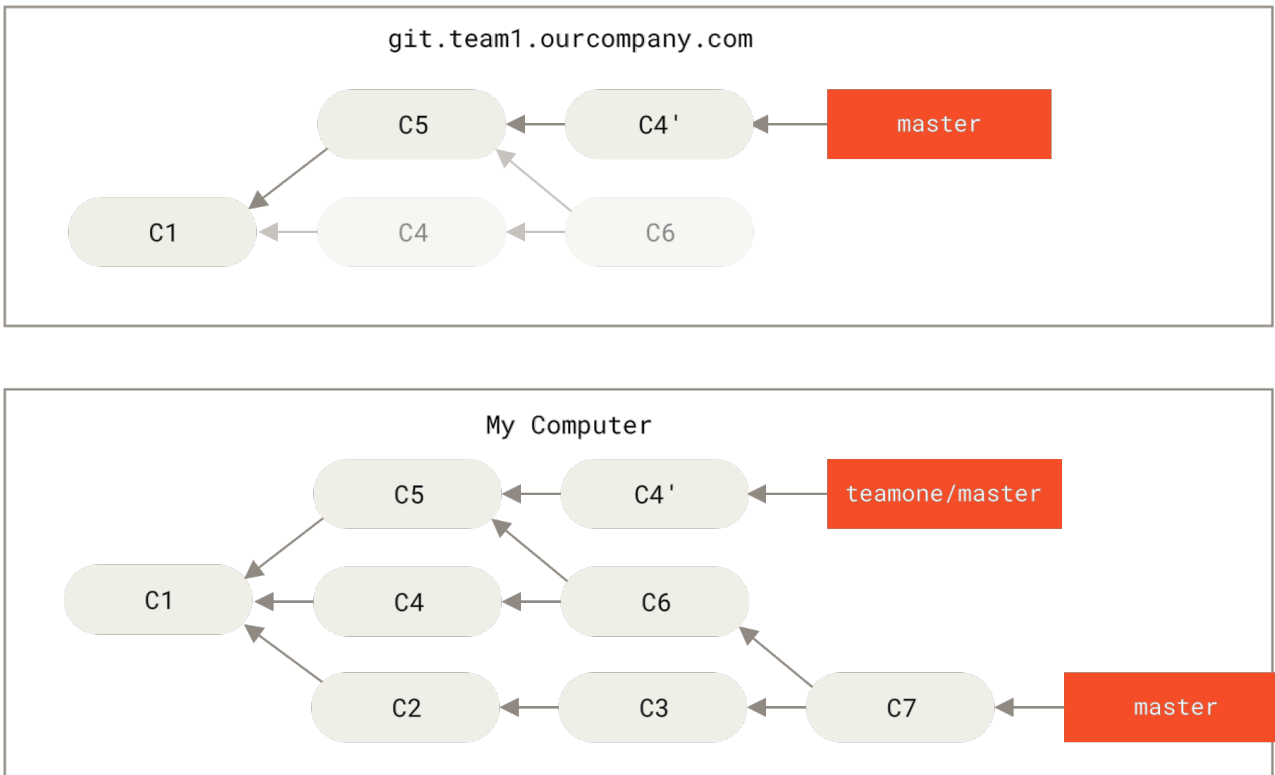 git.team1.ourcompany.com
C5 C4' master
C1 C4 C6
My Computer
C5 C4' teamone/master
C1 C4 C6
C2 C3 C7 master